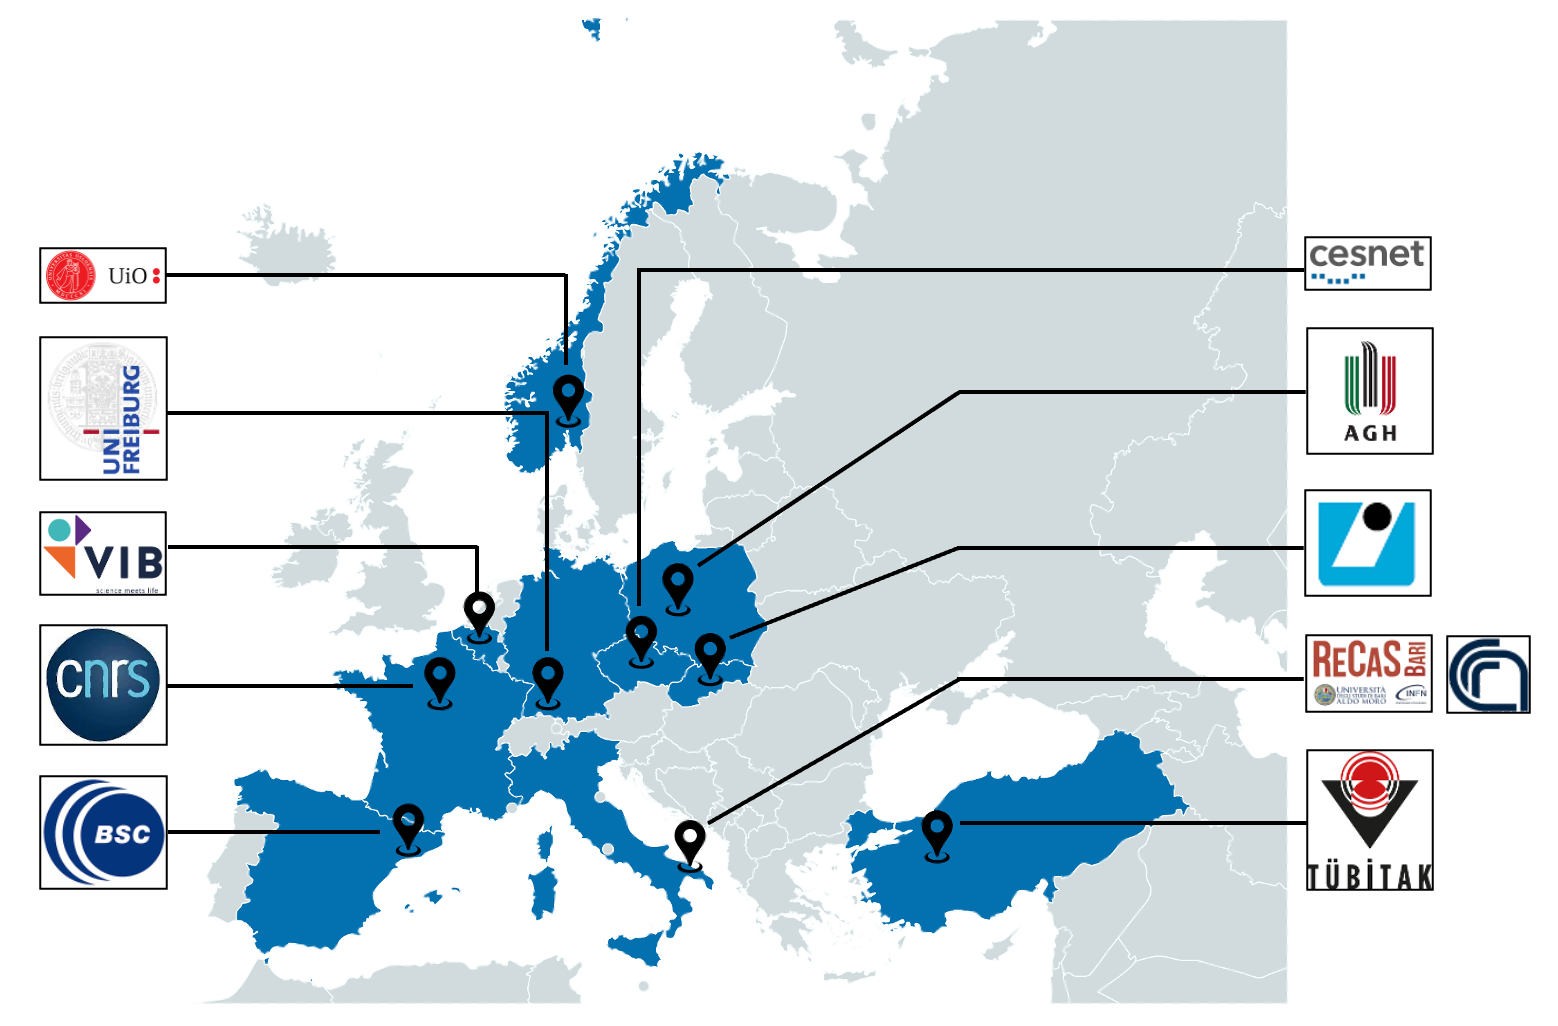 UiO
UNI
FREIBURG
VIB
science meets life
cnrs
BSC
cesnet
AGH
ReCaS
BARI
UNIVERSITÀ
DEGLI STUDI DI BARI
ALDO MORO
INFN
TÜBİTAK